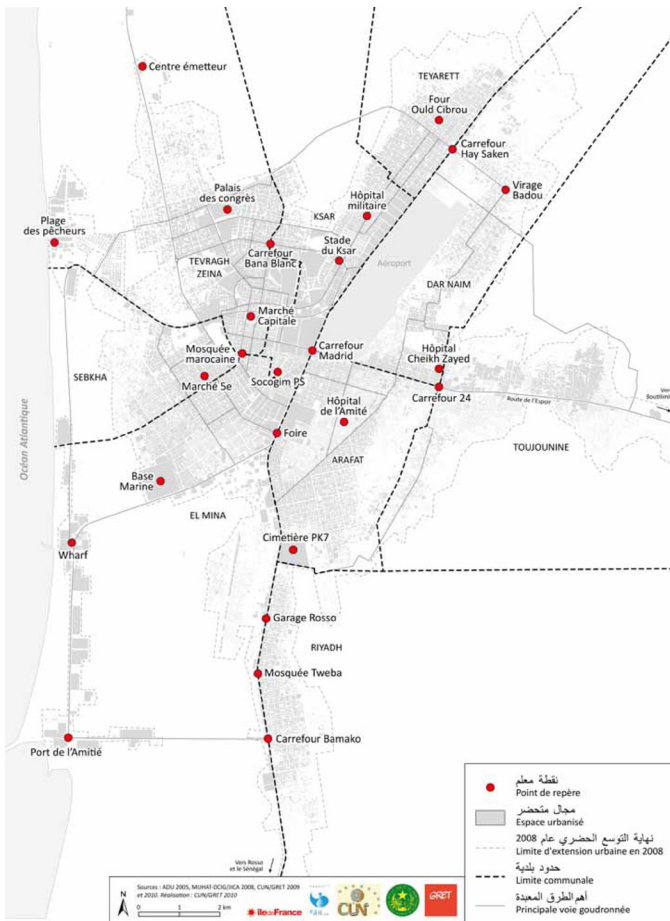 Centre émetteur
TEYARETT
Four
Ould Cibrou
Carrefour
Hay Saken
Virage
Badou
Palais
des congrès
Hôpital
militaire
KSAR
Plage
des pêcheurs
Carrefour
Bana Blanc
Stade
du Ksar
Aéroport
TEVRAGH
ZEINA
DAR NAIM
Marché
Capitale
Mosquée
marocaine
Carrefour
Madrid
Hôpital
Cheikh Zayed
SEBKHA
Marché 5e
Socogim PS
Carrefour 24
Route de l'Espoir
Vers
Boutilimit
Hôpital
de l'Amitié
Foire
TOUJOUNINE
Océan Atlantique
ARAFAT
Base
Marine
EL MINA
Wharf
Cimetière PK7
Garage Rosso
RIYADH
Mosquée Tweba
Port de l'Amitié
Carrefour Bamako
Vers Rosso
et le Sénégal
نقطة معلم
Point de repère
مجال متحضر
Espace urbanisé
نهاية التوسع الحضري عام 2008
Limite d'extension urbaine en 2008
حدود بلدية
Limite communale
أهم الطرق المعبدة
Principale voie goudronnée
N
0 1 2 km
Sources : ADU 2005, MUHAT-DCIG/JICA 2008, CUN/GRET 2009
et 2010. Réalisation : CUN/GRET 2010
îledeFrance
CUN
GRET